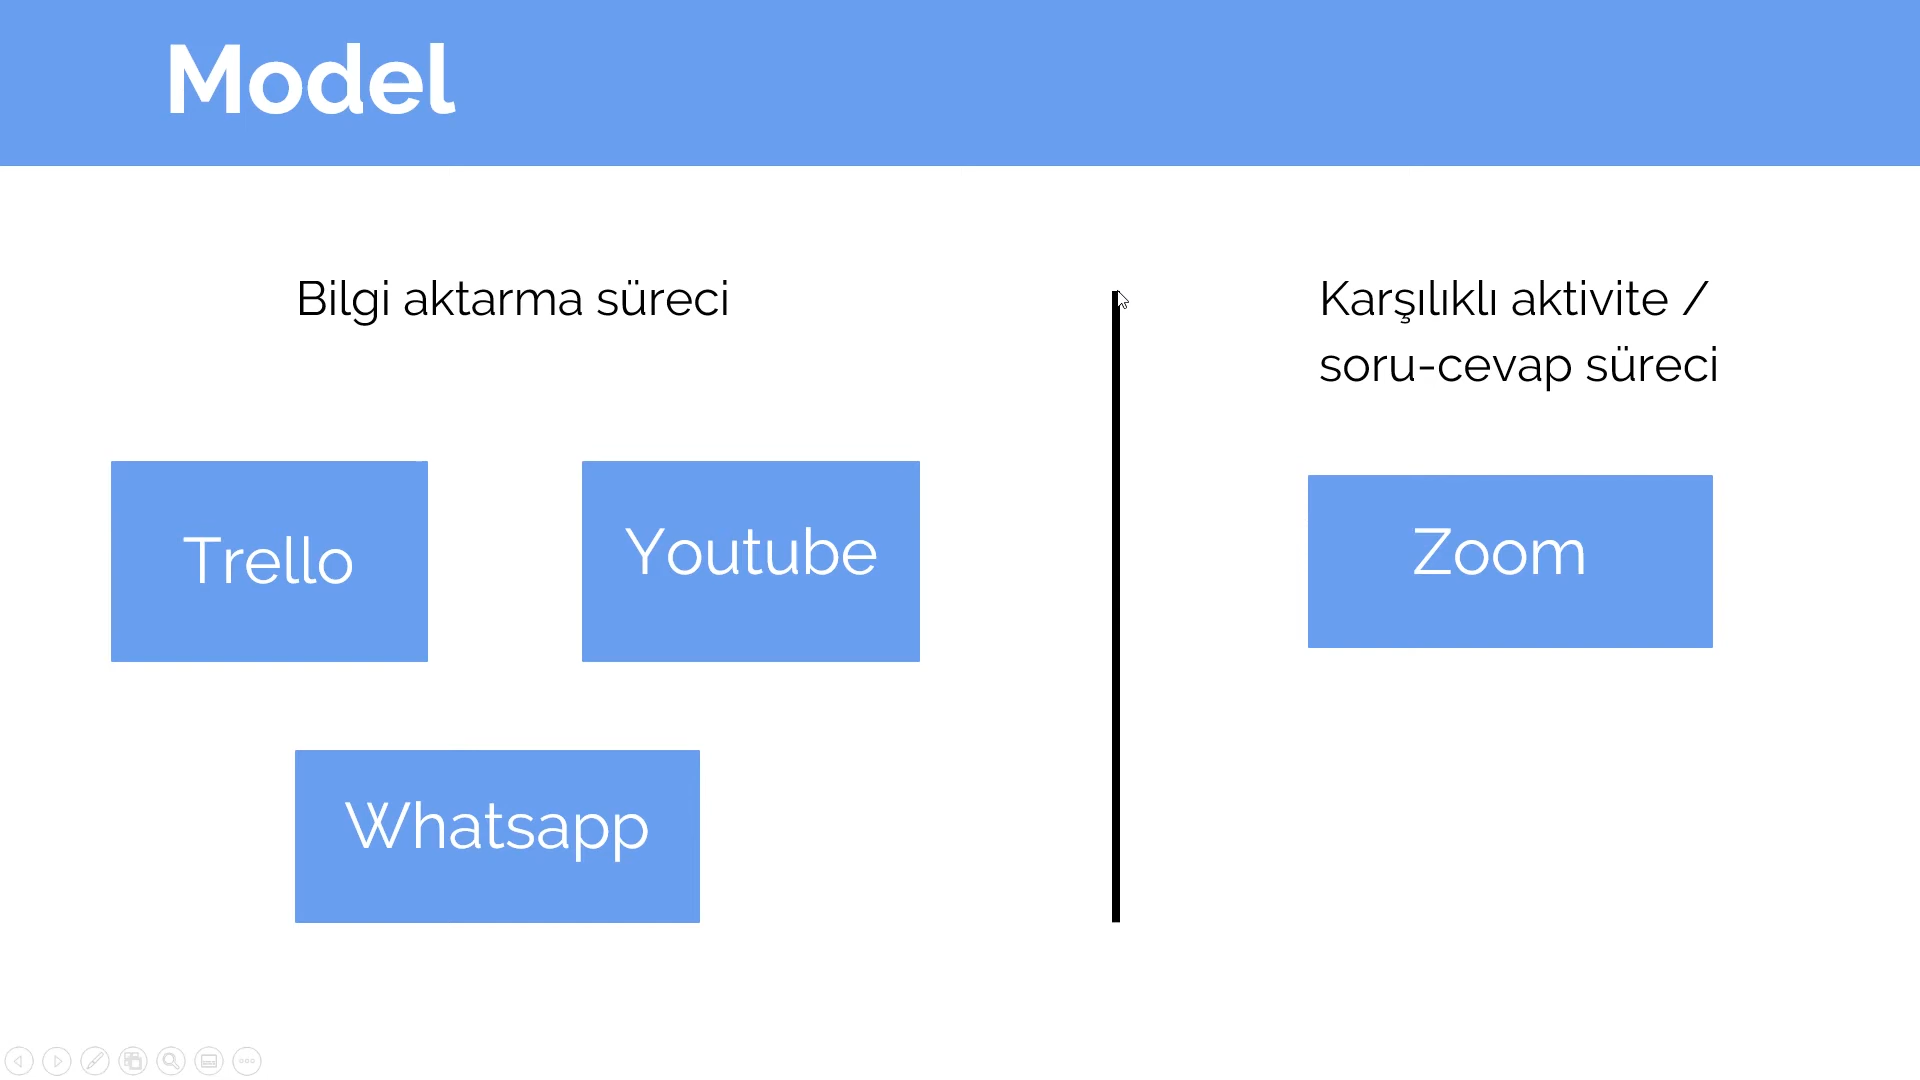 Model
Bilgi aktarma süreci
Karşılıklı aktivite /
soru-cevap süreci
Trello
Youtube
Zoom
Whatsapp